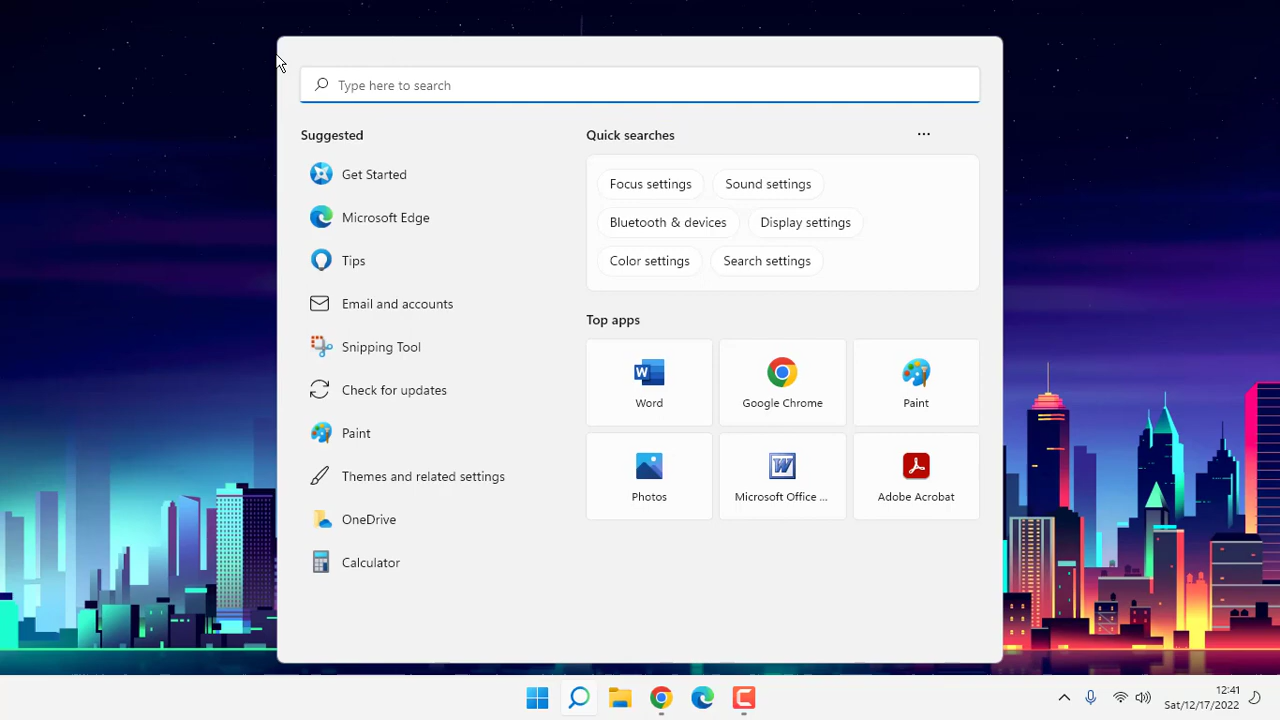 Type here to search
Suggested
Get Started
Microsoft Edge
Tips
Email and accounts
Snipping Tool
Check for updates
Paint
Themes and related settings
OneDrive
Calculator
Quick searches
Focus settings
Sound settings
Bluetooth & devices
Display settings
Color settings
Search settings
Top apps
Word
Google Chrome
Paint
Photos
Microsoft Office ...
Adobe Acrobat
12:41
Sat/12/17/2022